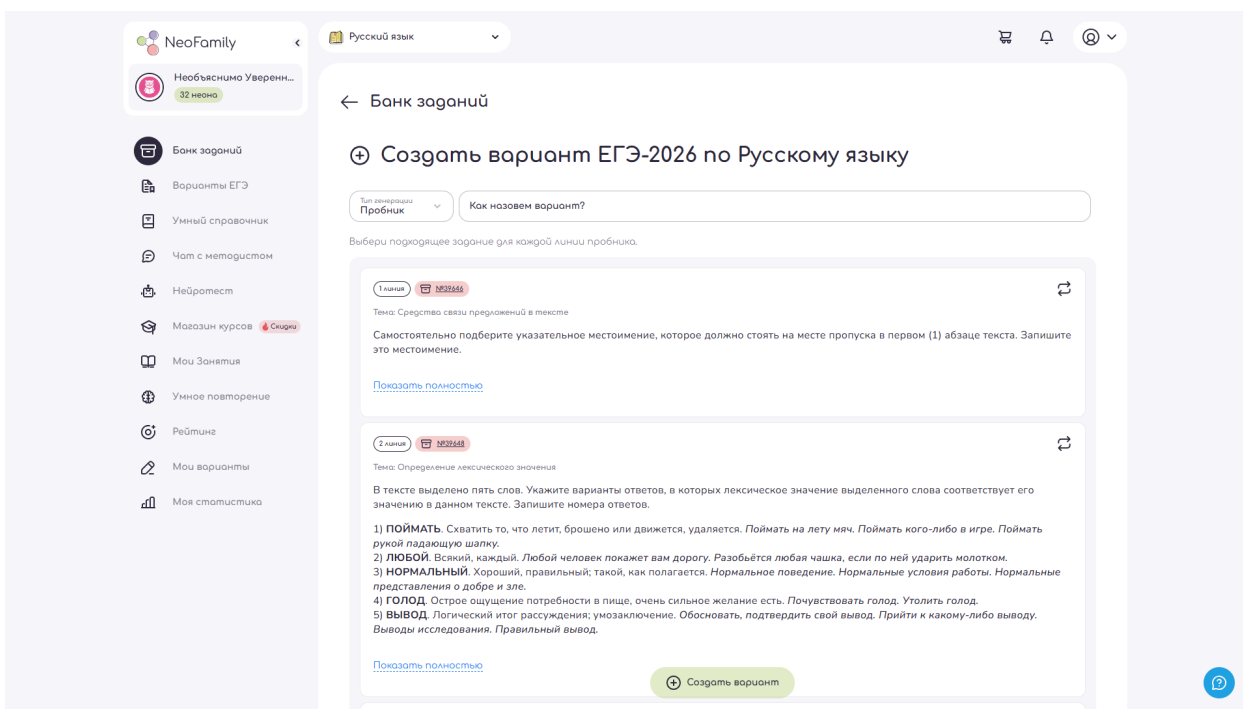 NeoFamily
Русский язык
Необъяснимо Уверенн...
32 неона
Банк заданий
Банк заданий
Варианты ЕГЭ
Умный справочник
Чат с методистом
Нейротест
Магазин курсов
Скидки
Мои Занятия
Умное повторение
Рейтинг
Мои варианты
Моя статистика
Создать вариант ЕГЭ-2026 по Русскому языку
Тип генерации
Пробник
Как назовем вариант?
Выбери подходящее задание для каждой линии пробника.
1 линия №39646
Тема: Средства связи предложений в тексте
Самостоятельно подберите указательное местоимение, которое должно стоять на месте пропуска в первом (1) абзаце текста. Запишите
это местоимение.
Показать полностью
2 линия №39648
Тема: Определение лексического значения
В тексте выделено пять слов. Укажите варианты ответов, в которых лексическое значение выделенного слова соответствует его
значению в данном тексте. Запишите номера ответов.
1) ПОЙМАТЬ. Схватить то, что летит, брошено или движется, удаляется. Поймать на лету мяч. Поймать кого-либо в игре. Поймать
рукой падающую шапку.
2) ЛЮБОЙ. Всякий, каждый. Любой человек покажет вам дорогу. Разобьётся любая чашка, если по ней ударить молотком.
3) НОРМАЛЬНЫЙ. Хороший, правильный; такой, как полагается. Нормальное поведение. Нормальные условия работы. Нормальные
представления о добре и зле.
4) ГОЛОД. Острое ощущение потребности в пище, очень сильное желание есть. Почувствовать голод. Утолить голод.
5) ВЫВОД. Логический итог рассуждения; умозаключение. Обосновать, подтвердить свой вывод. Прийти к какому-либо выводу.
Выводы исследования. Правильный вывод.
Показать полностью
Создать вариант